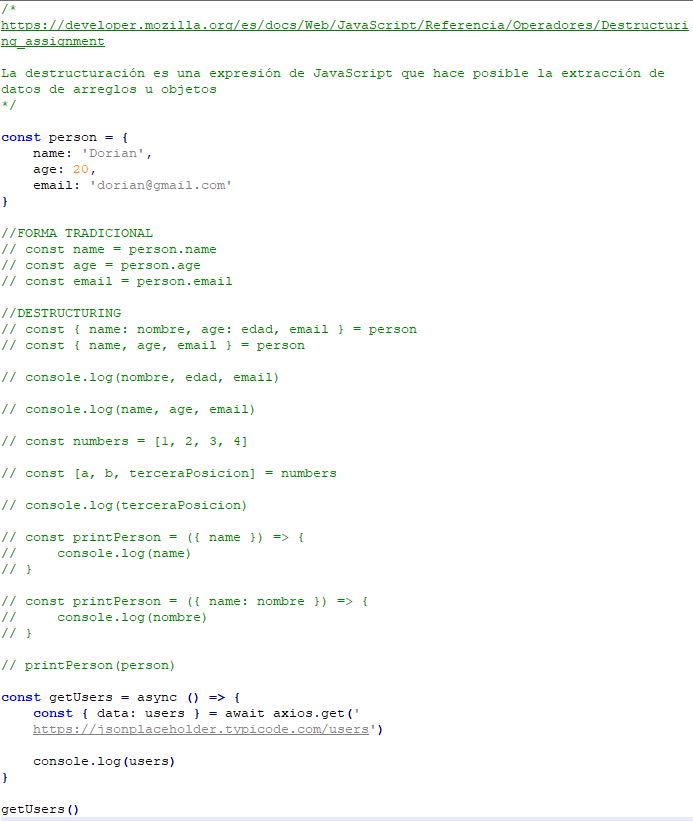 /*
https://developer.mozilla.org/es/docs/Web/JavaScript/Referencia/Operadores/Destructuri
ng_assignment
La destructuración es una expresión de JavaScript que hace posible la extracción de
datos de arreglos u objetos
*/
const person = {
    name: 'Dorian',
    age: 20,
    email: 'dorian@gmail.com'
}
//FORMA TRADICIONAL
// const name = person.name
// const age = person.age
// const email = person.email
//DESTRUCTURING
// const { name: nombre, age: edad, email } = person
// const { name, age, email } = person
// console.log(nombre, edad, email)
// console.log(name, age, email)
// const numbers = [1, 2, 3, 4]
// const [a, b, terceraPosicion] = numbers
// console.log(terceraPosicion)
// const printPerson = ({ name }) => {
//     console.log(name)
// }
// const printPerson = ({ name: nombre }) => {
//     console.log(nombre)
// }
// printPerson(person)
const getUsers = async () => {
    const { data: users } = await axios.get('
    https://jsonplaceholder.typicode.com/users')
    console.log(users)
}
getUsers()